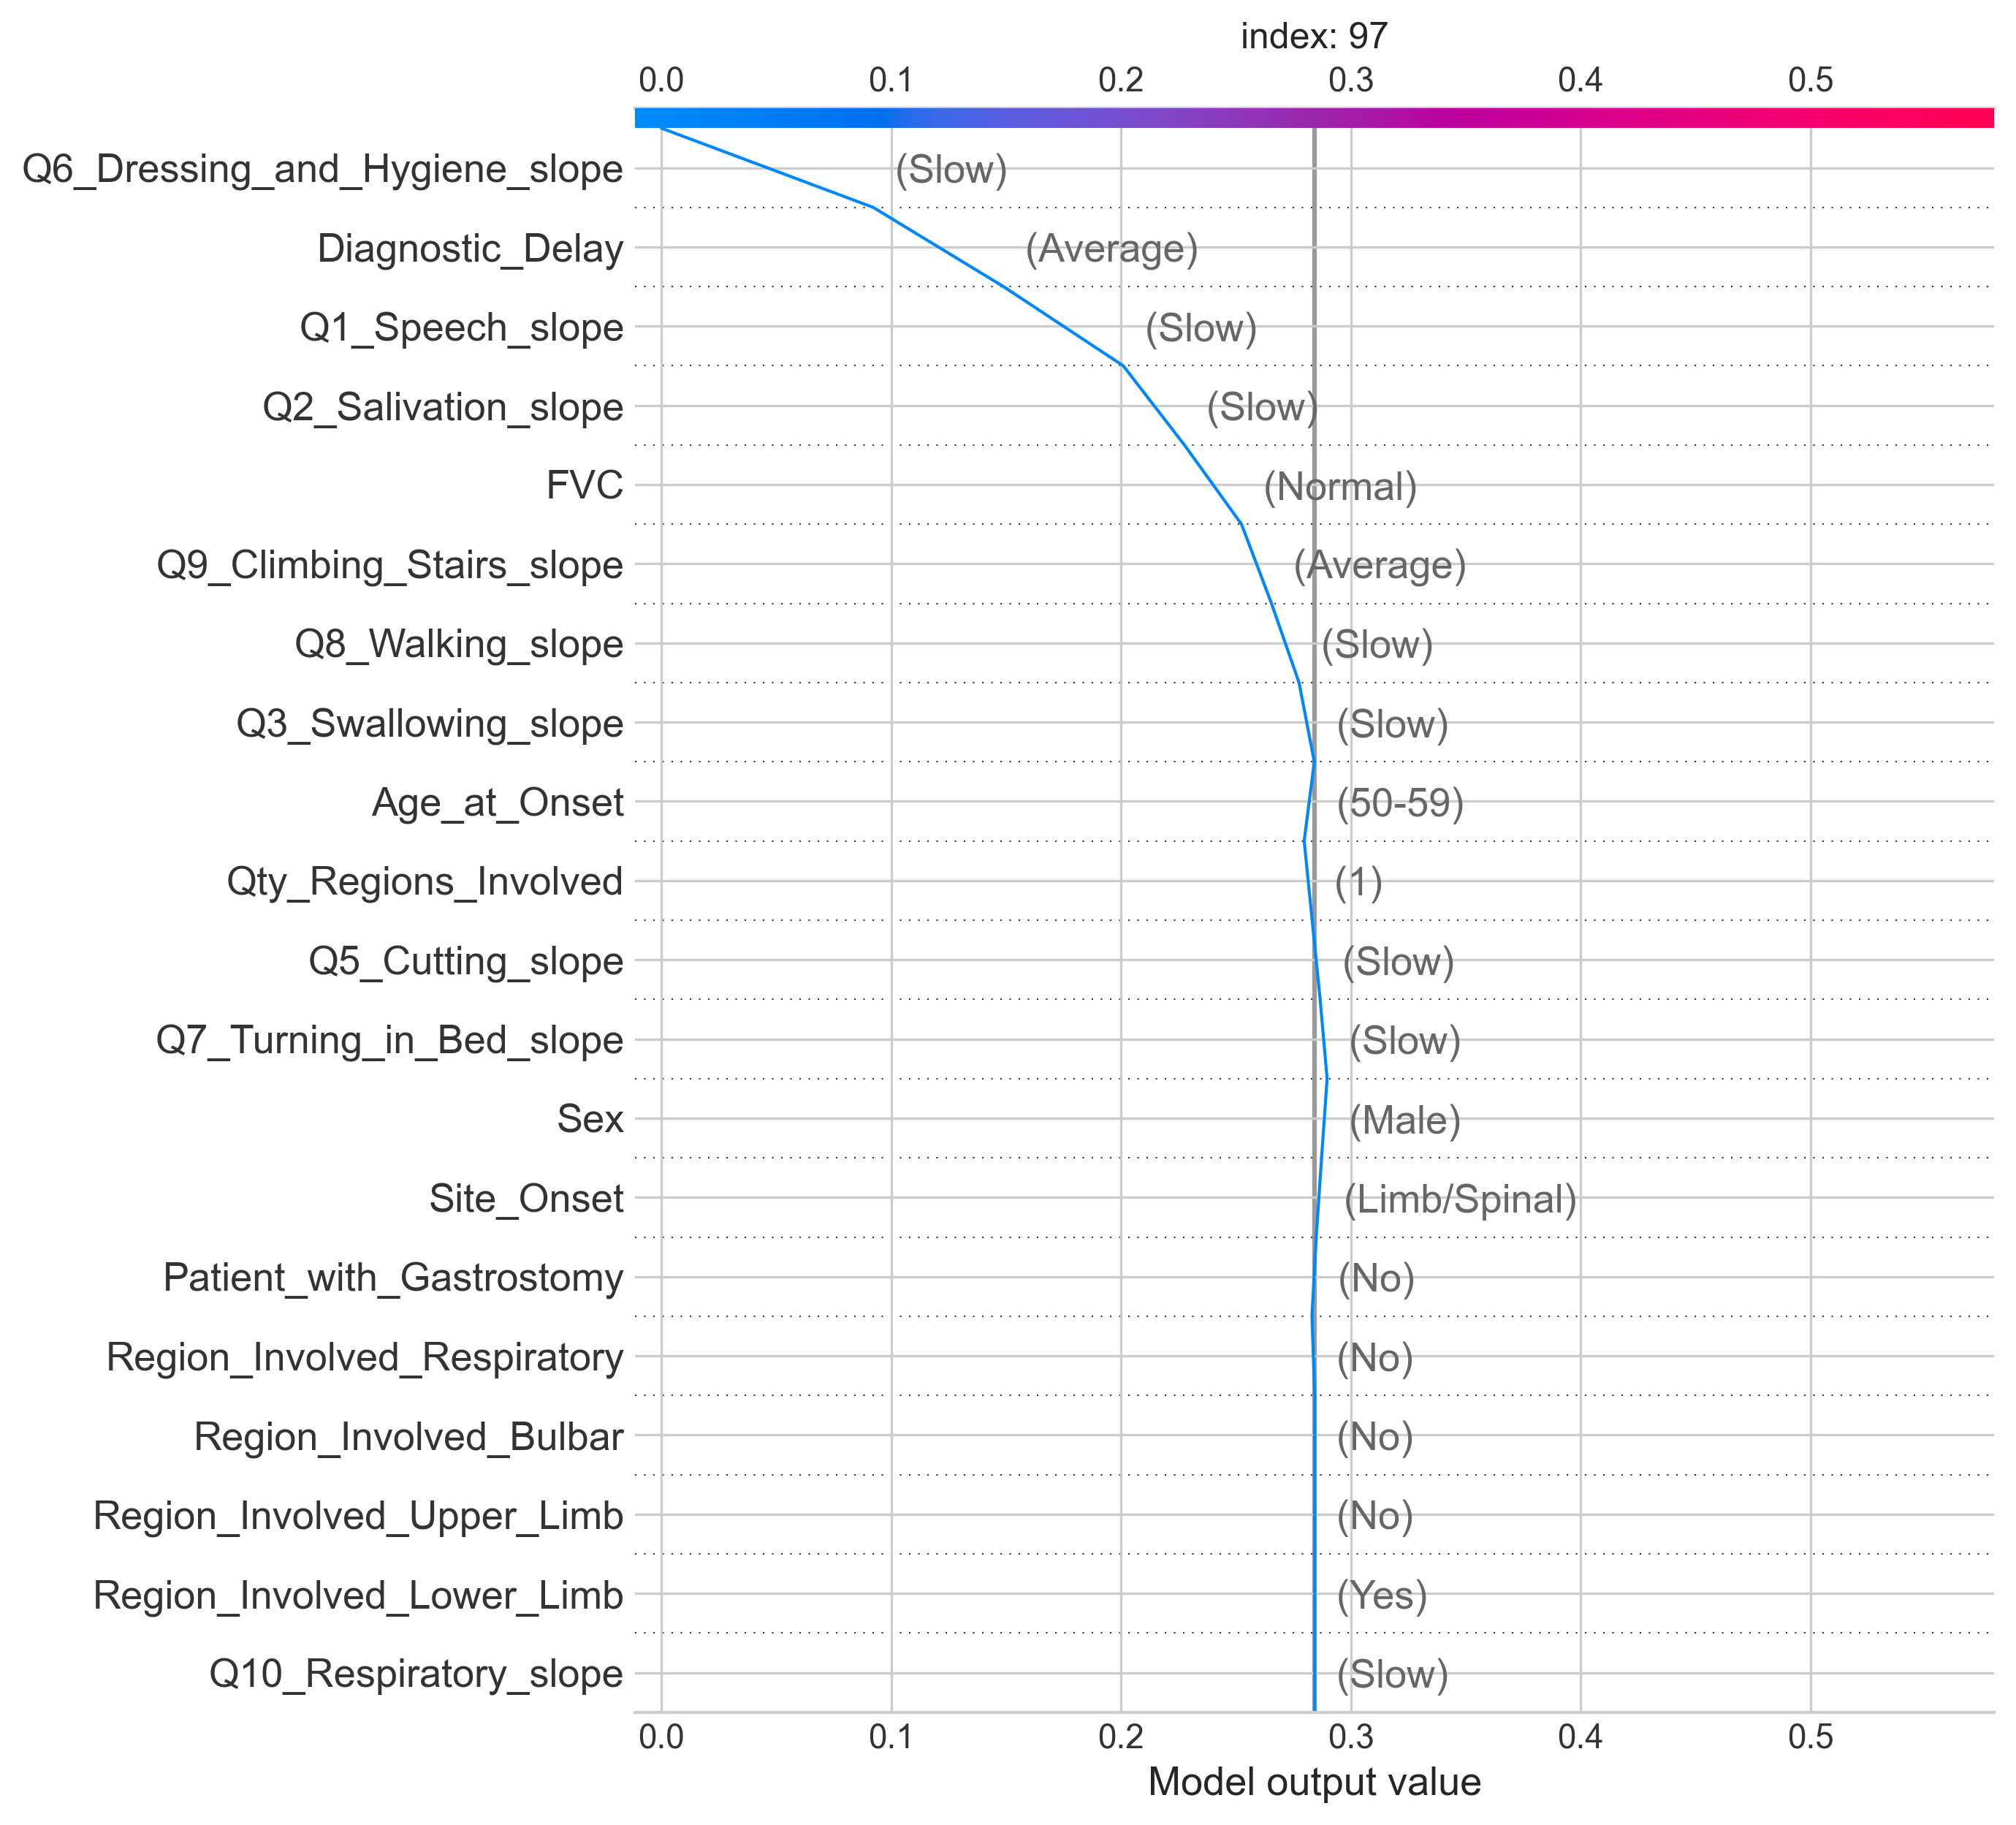 index: 97
0.0 0.1 0.2 0.3 0.4 0.5
Q6_Dressing_and_Hygiene_slope (Slow)
Diagnostic_Delay (Average)
Q1_Speech_slope (Slow)
Q2_Salivation_slope (Slow)
FVC (Normal)
Q9_Climbing_Stairs_slope (Average)
Q8_Walking_slope (Slow)
Q3_Swallowing_slope (Slow)
Age_at_Onset (50-59)
Qty_Regions_Involved (1)
Q5_Cutting_slope (Slow)
Q7_Turning_in_Bed_slope (Slow)
Sex (Male)
Site_Onset (Limb/Spinal)
Patient_with_Gastrostomy (No)
Region_Involved_Respiratory (No)
Region_Involved_Bulbar (No)
Region_Involved_Upper_Limb (No)
Region_Involved_Lower_Limb (Yes)
Q10_Respiratory_slope (Slow)
0.0 0.1 0.2 0.3 0.4 0.5
Model output value